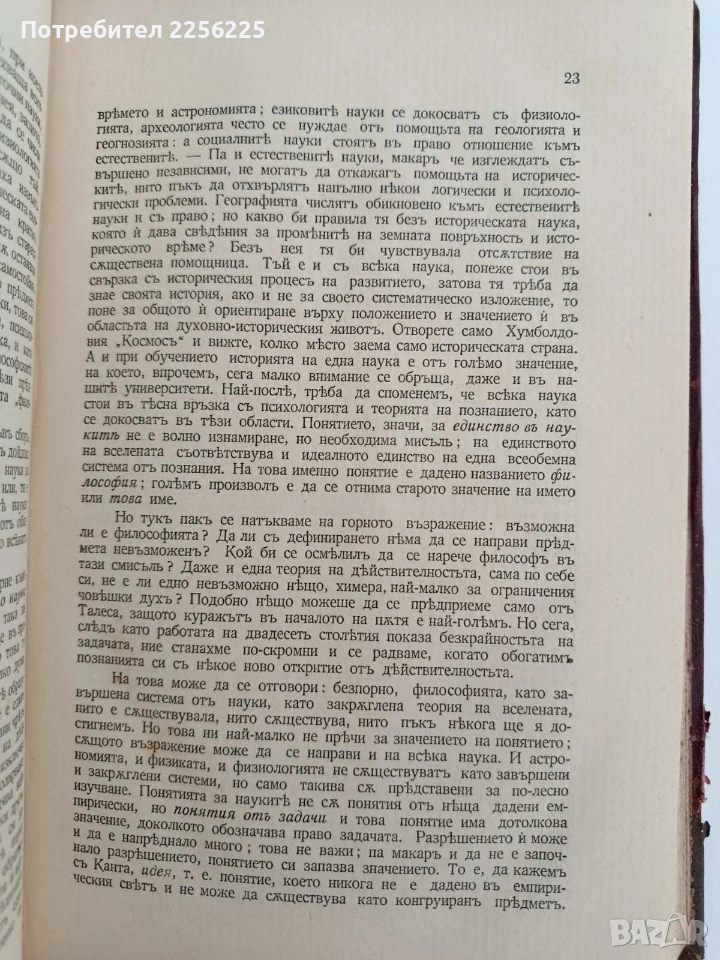 Потребител 2256225
23
врѣмето и астрономията; езиковитѣ науки се докосватъ съ физиоло-
гията, археологията често се нуждае отъ помощьта на геологията и
геогнозията: а социалнитѣ науки стоятъ въ право отношение къмъ
естественитѣ. — Па и естественитѣ науки, макаръ че изглеждатъ съ-
вършено независими, не могатъ да откажатъ помощьта на историче-
скитѣ, нито пъкъ да отхвърлятъ напълно нѣкои логически и психоло-
гически проблеми. Географията числятъ обикновено къмъ естественитѣ
науки и съ право; но какво би правила тя безъ историческата наука,
която ѝ дава свѣдѣния за промѣнитѣ на земната повръхность и исто-
рическото врѣме? Безъ нея тя би чувствувала отсѫтствие на
сѫществена помощница. Тъй е и съ всѣка наука, понеже стои въ
свързка съ историческия процесъ на развитието, затова тя трѣба да
знае своята история, ако и не за своето систематическо изложение, то
поне за общото ѝ ориентиране върху положението и значението ѝ въ
областьта на духовно-историческия животъ. Отворете само Хумболдо-
вия „Космосъ“ и вижте, колко мѣсто заема само историческата страна.
А и при обучението историята на една наука е отъ голѣмо значение,
на което, впрочемъ, сега малко внимание се обръща, даже и въ на-
шитѣ университети. Най-послѣ, трѣба да споменемъ, че всѣка наука
стои въ тѣсна връзка съ психологията и теорията на познанието, като
се докосватъ въ тѣзи области. Понятието, значи, за единство въ нау-
китѣ не е волно изнамиране, но необходима мисъль; на единството
на вселената съответствува и идеалното единство на една всеобемна
система отъ познания. На това именно понятие е дадено названието фи-
лософия; голѣмъ произволъ е да се отнима старото значение на името
или това име.
Но тукъ пакъ се натъкваме на горното възражение: възможна
ли е философията? Да ли съ дефинирането нѣма да се направи прѣд-
мета невъзможенъ? Кой би се осмѣлилъ да се нарече философъ въ
тази смисъль? Даже и една теория на дѣйствителностьта, сама по себе
си, не е ли едно невъзможно нѣщо, химера, най-малко за ограничения
човѣшки духъ? Подобно нѣщо можеше да се прѣдприеме само отъ
Талеса, защото куражътъ въ началото на пѫтя е най-голѣмъ. Но сега,
слѣдъ като работата на двадесеть столѣтия показа безкрайностьта на
задачата, ние станахме по-скромни и се радваме, когато обогатимъ
познанията си съ нѣкое ново открытие отъ дѣйствителностьта.
На това може да се отговори: безпорно, философията, като за-
вършена система отъ науки, като закрѫглена теория на вселената,
нито е сѫществувала, нито сѫществува, нито пъкъ нѣкога ще я до-
стигнемъ. Но това ни най-малко не прѣчи за значението на понятието;
сѫщото възражение може да се направи и на всѣка наука. И астро-
номията, и физиката, и физиологията не сѫществуватъ като завършени
и закрѫглени системи, но само такива сѫ прѣдставени за по-лесно
изучване. Понятията за наукитѣ не сѫ понятия отъ нѣща дадени ем-
пирически, но понятия отъ задачи и това понятие има дотолкова
значение, доколкото обозначава право задачата. Разрѣшението ѝ може
и да е напрѣднало много; това не важи; па макаръ и да не е започ-
нало разрѣшението, понятието си запазва значението. То е, да кажемъ
съ Канта, идея, т. е. понятие, което никога не е дадено въ емпири-
ческия свѣтъ и не може да сѫществува като конгруиранъ прѣдметъ.
BAZAR